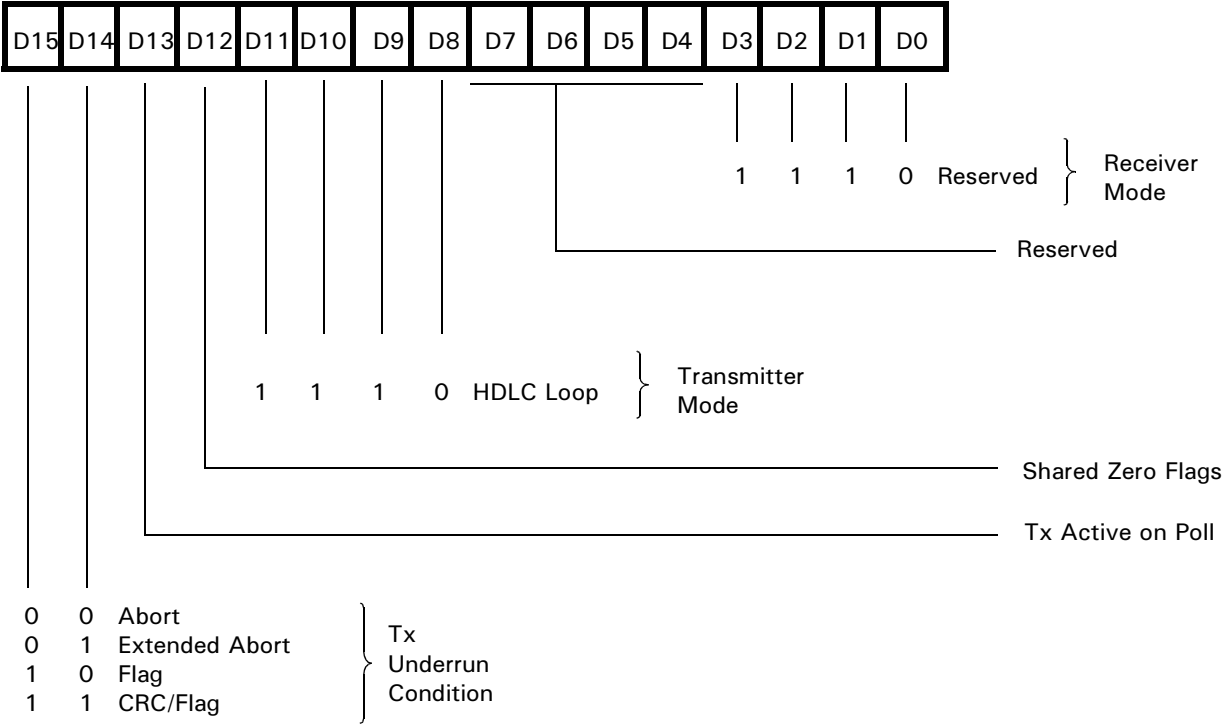 D15 D14 D13 D12 D11 D10 D9 D8 D7 D6 D5 D4 D3 D2 D1 D0
1 1 1 0 Reserved
Receiver
Mode
Reserved
1 1 1 0 HDLC Loop
Transmitter
Mode
Shared Zero Flags
Tx Active on Poll
0 0 Abort
0 1 Extended Abort
1 0 Flag
1 1 CRC/Flag
Tx
Underrun
Condition